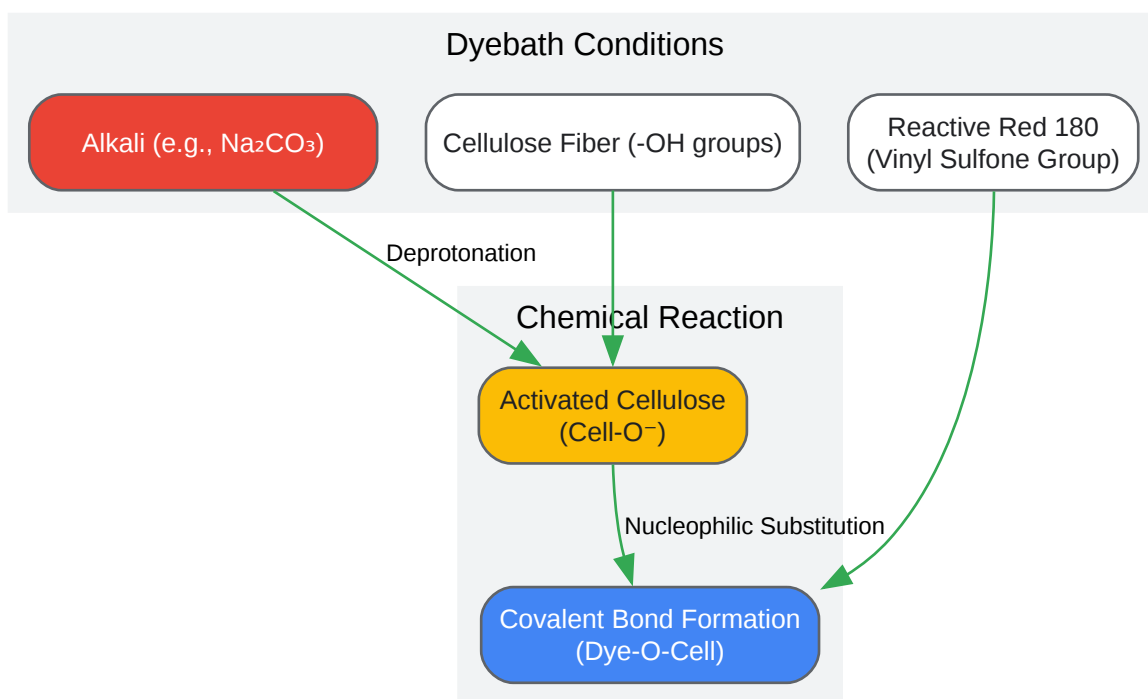 Dyebath Conditions
Alkali (e.g., Na₂CO₃)
Cellulose Fiber (-OH groups)
Reactive Red 180
(Vinyl Sulfone Group)
Deprotonation
Chemical Reaction
Activated Cellulose
(Cell-O⁻)
Nucleophilic Substitution
Covalent Bond Formation
(Dye-O-Cell)